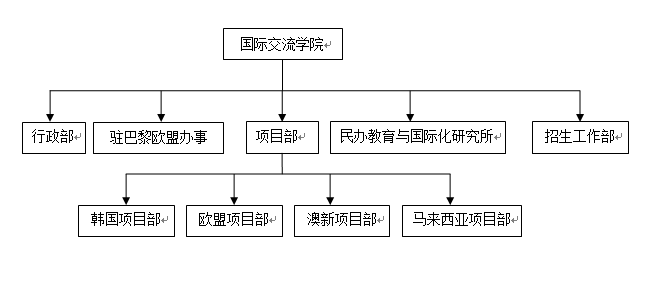 国际交流学院
行政部
驻巴黎欧盟办事
项目部
民办教育与国际化研究所
招生工作部
韩国项目部
欧盟项目部
澳新项目部
马来西亚项目部